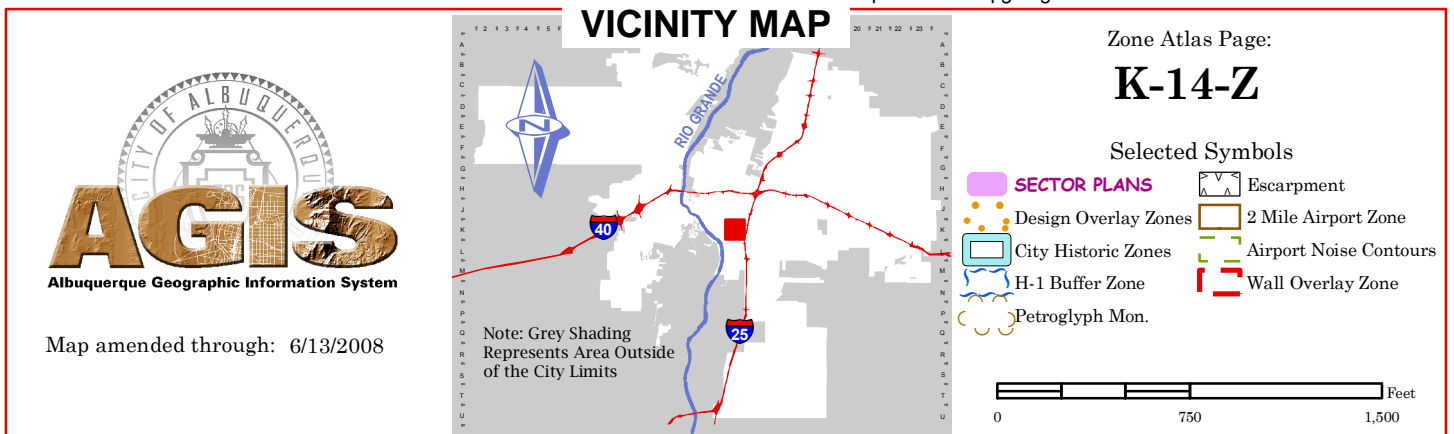 CITY OF ALBUQUERQUE
AGIS
Albuquerque Geographic Information System
Map amended through: 6/13/2008
VICINITY MAP
RIO GRANDE
N
40
25
Note: Grey Shading
Represents Area Outside
of the City Limits
Zone Atlas Page:
K-14-Z
Selected Symbols
SECTOR PLANS
Design Overlay Zones
City Historic Zones
H-1 Buffer Zone
Petroglyph Mon.
Escarpment
2 Mile Airport Zone
Airport Noise Contours
Wall Overlay Zone
Feet
0 750 1,500